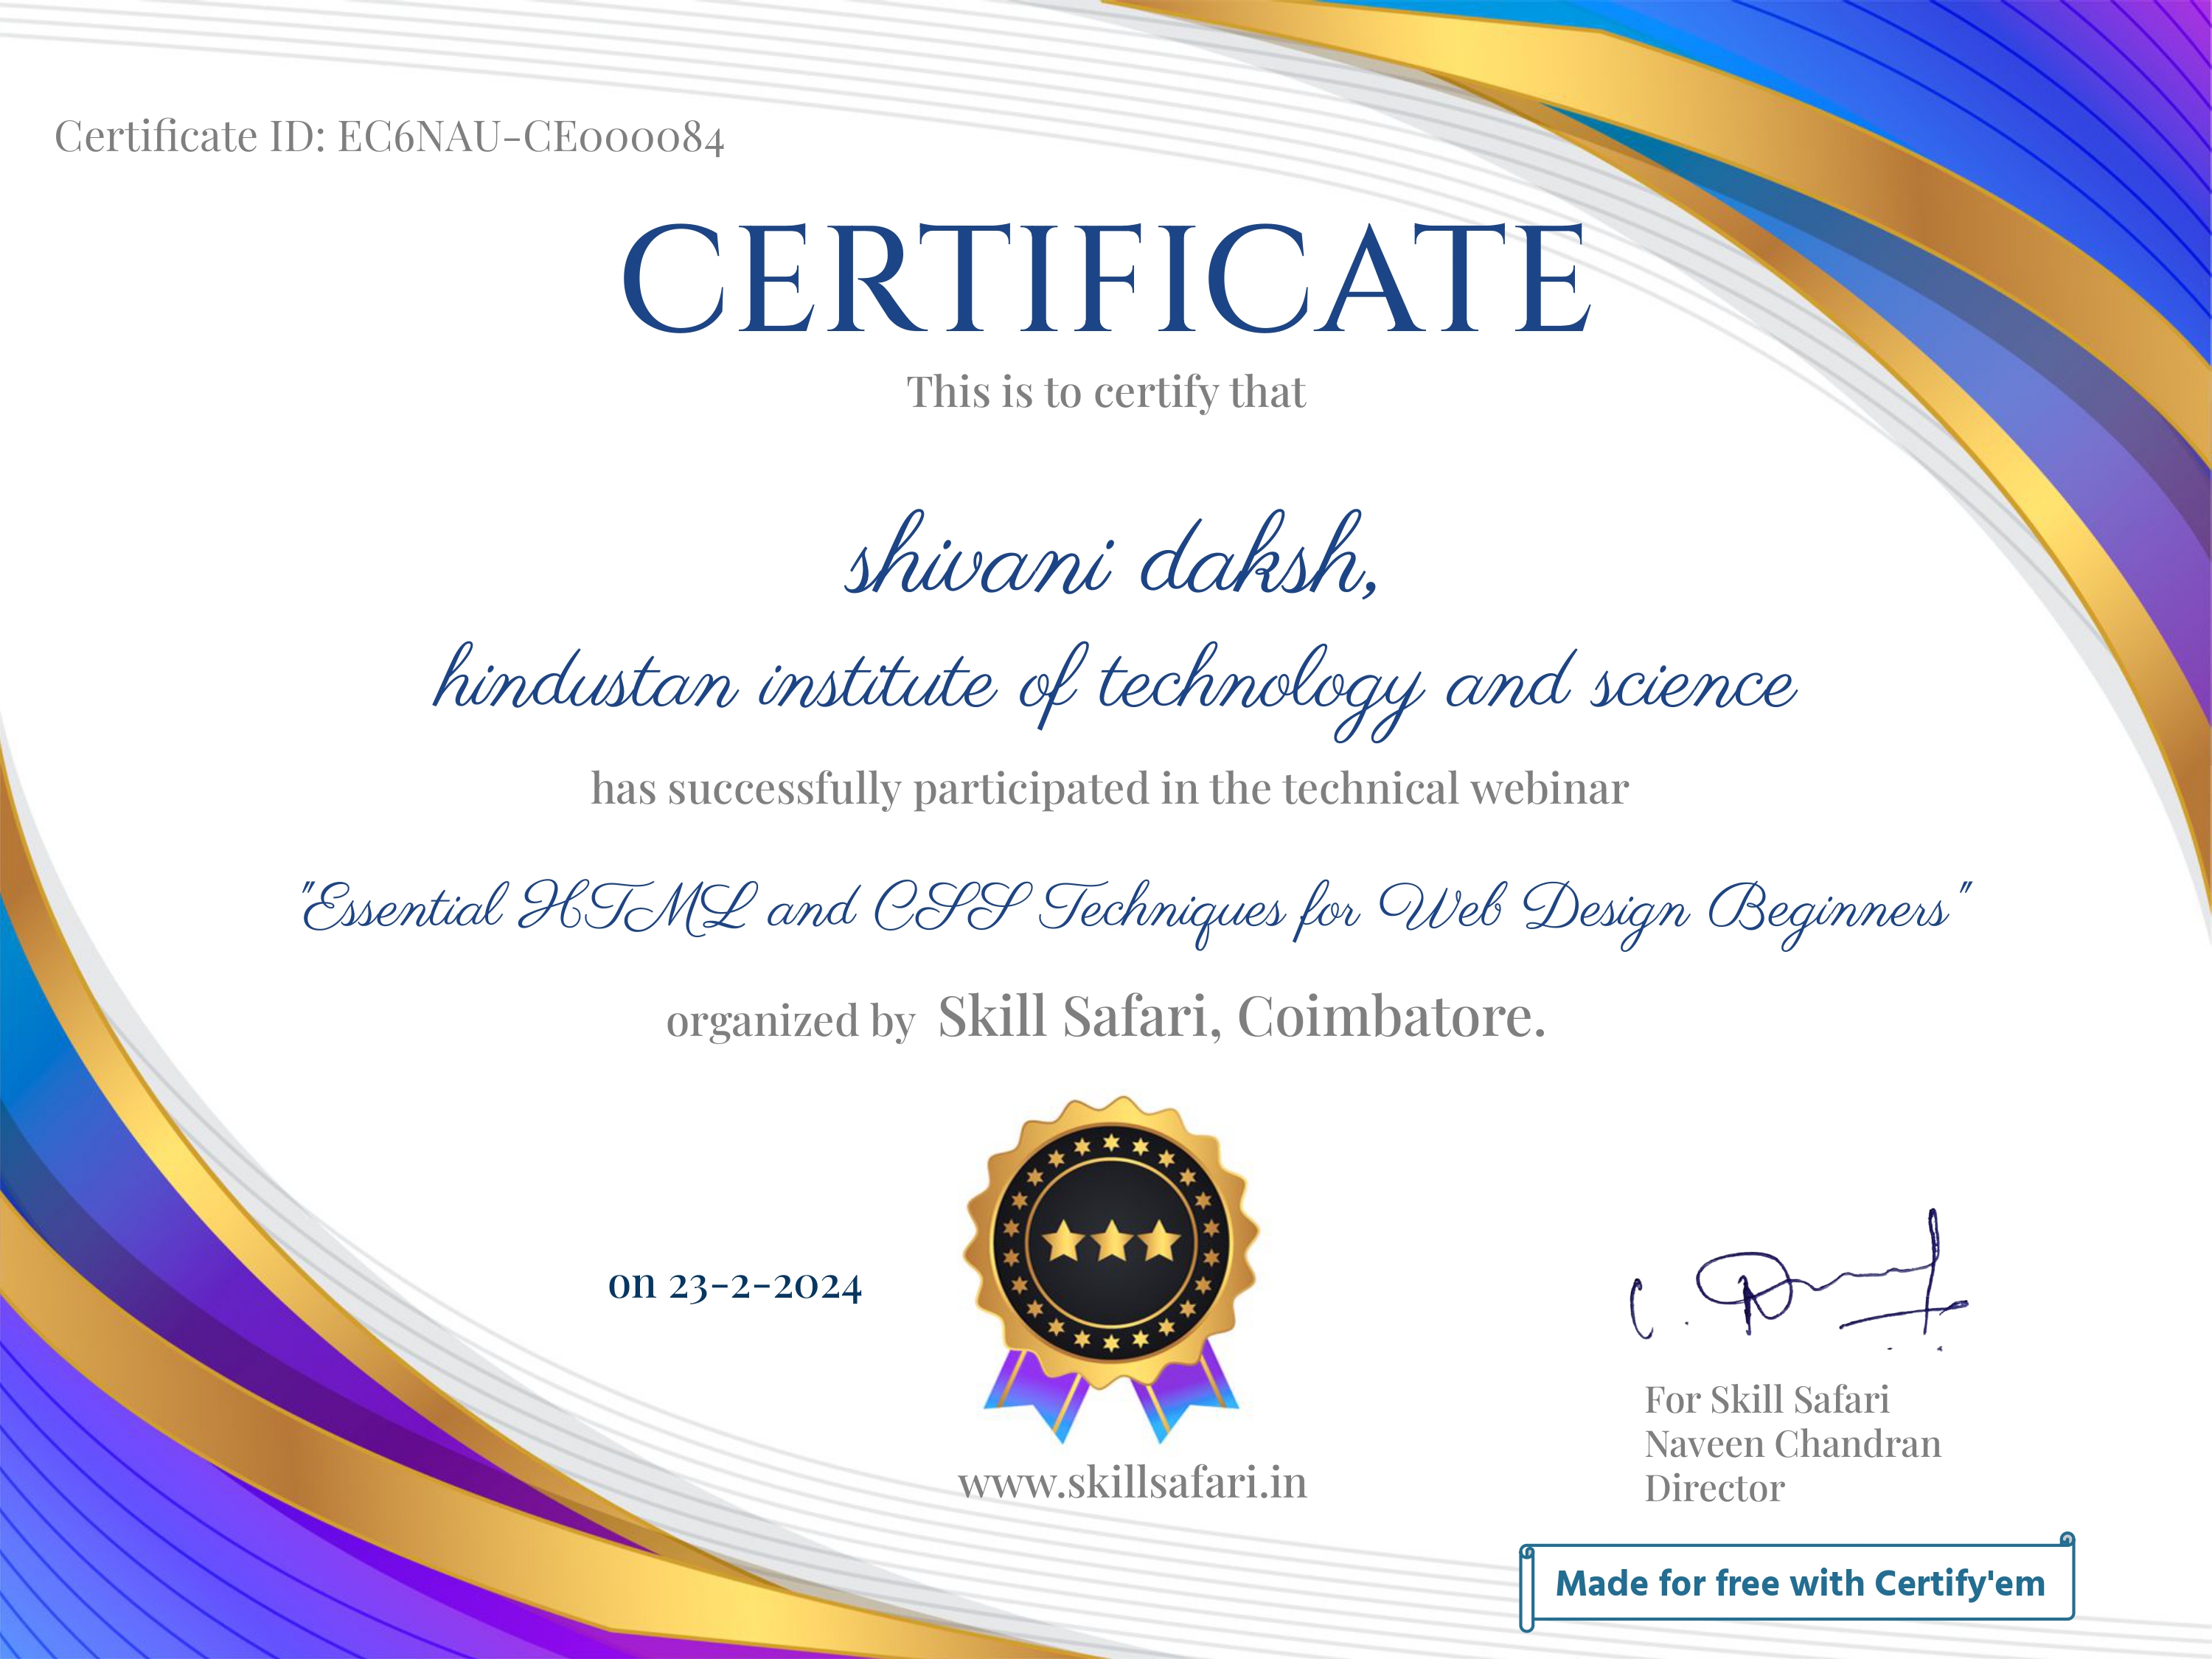 Certificate ID: EC6NAU-CE000084
CERTIFICATE
This is to certify that
shivani daksh,
hindustan institute of technology and science
has successfully participated in the technical webinar
"Essential HTML and CSS Techniques for Web Design Beginners"
organized by Skill Safari, Coimbatore.
on 23-2-2024
For Skill Safari
Naveen Chandran
Director
www.skillsafari.in
Made for free with Certify'em